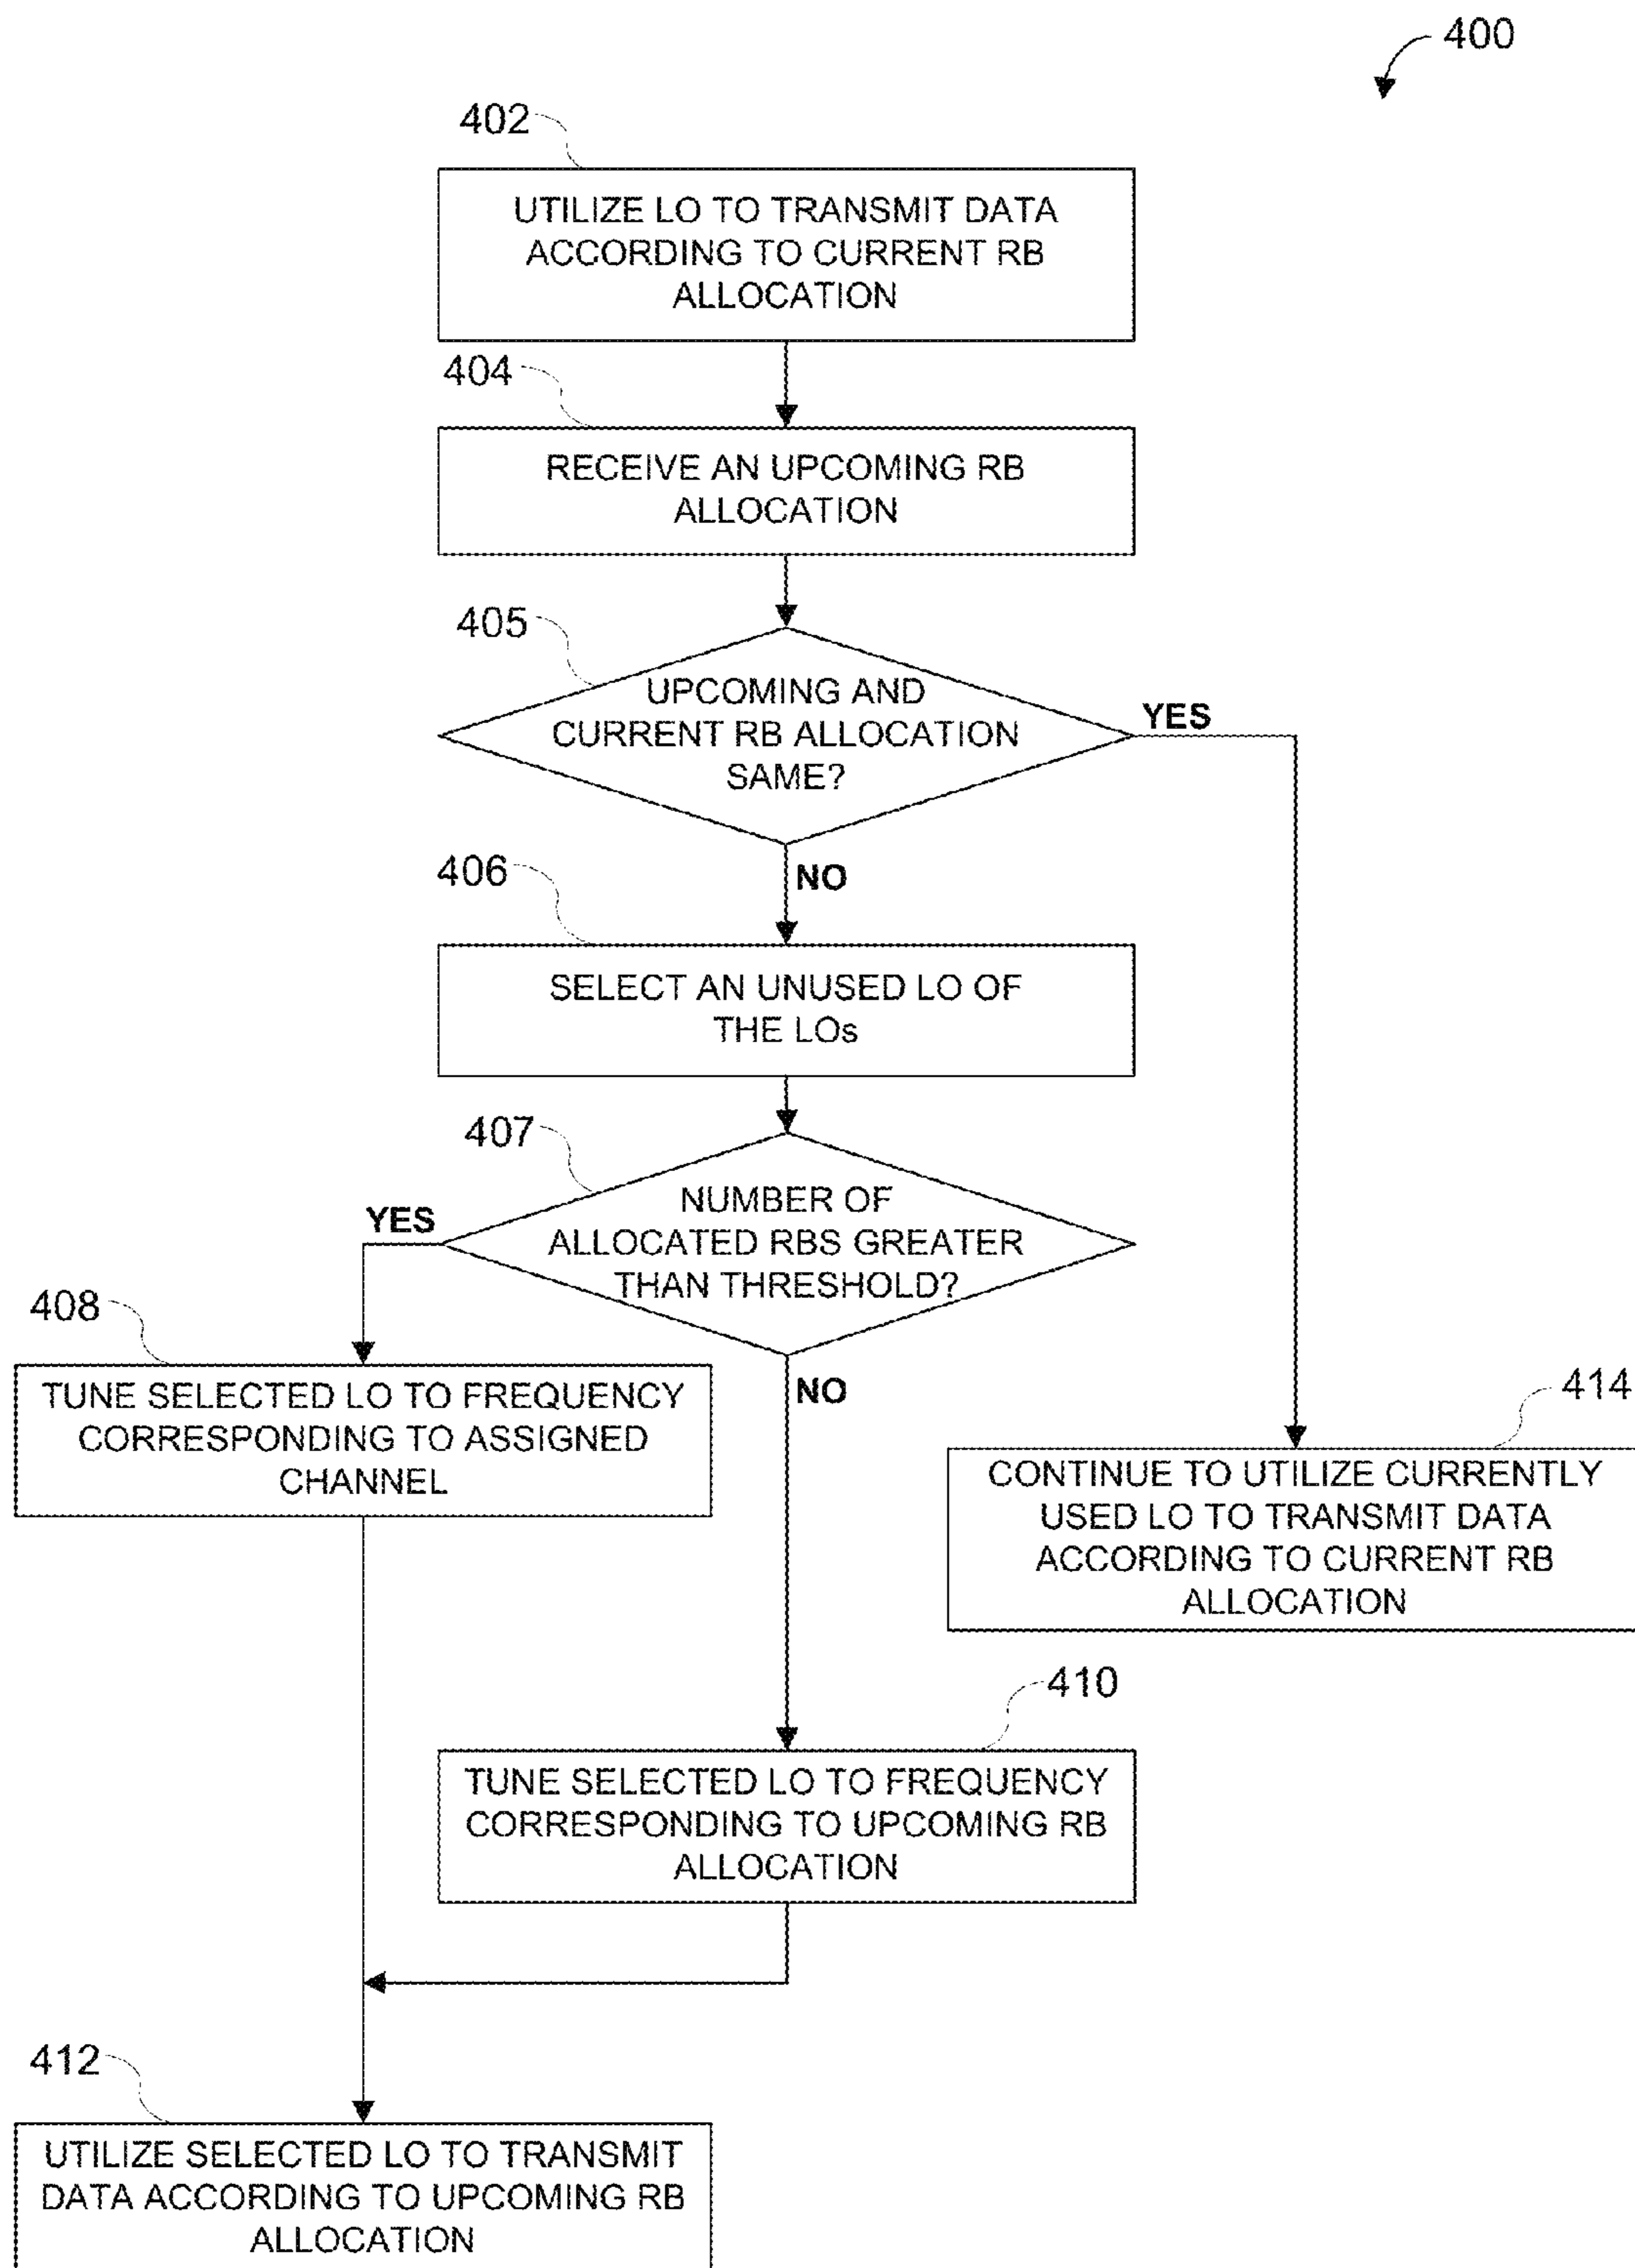 400
402
UTILIZE LO TO TRANSMIT DATA
ACCORDING TO CURRENT RB
ALLOCATION
404
RECEIVE AN UPCOMING RB
ALLOCATION
405
UPCOMING AND
CURRENT RB ALLOCATION
SAME?
YES
NO
406
SELECT AN UNUSED LO OF
THE LOs
407
NUMBER OF
ALLOCATED RBS GREATER
THAN THRESHOLD?
YES
NO
408
TUNE SELECTED LO TO FREQUENCY
CORRESPONDING TO ASSIGNED
CHANNEL
414
CONTINUE TO UTILIZE CURRENTLY
USED LO TO TRANSMIT DATA
ACCORDING TO CURRENT RB
ALLOCATION
410
TUNE SELECTED LO TO FREQUENCY
CORRESPONDING TO UPCOMING RB
ALLOCATION
412
UTILIZE SELECTED LO TO TRANSMIT
DATA ACCORDING TO UPCOMING RB
ALLOCATION